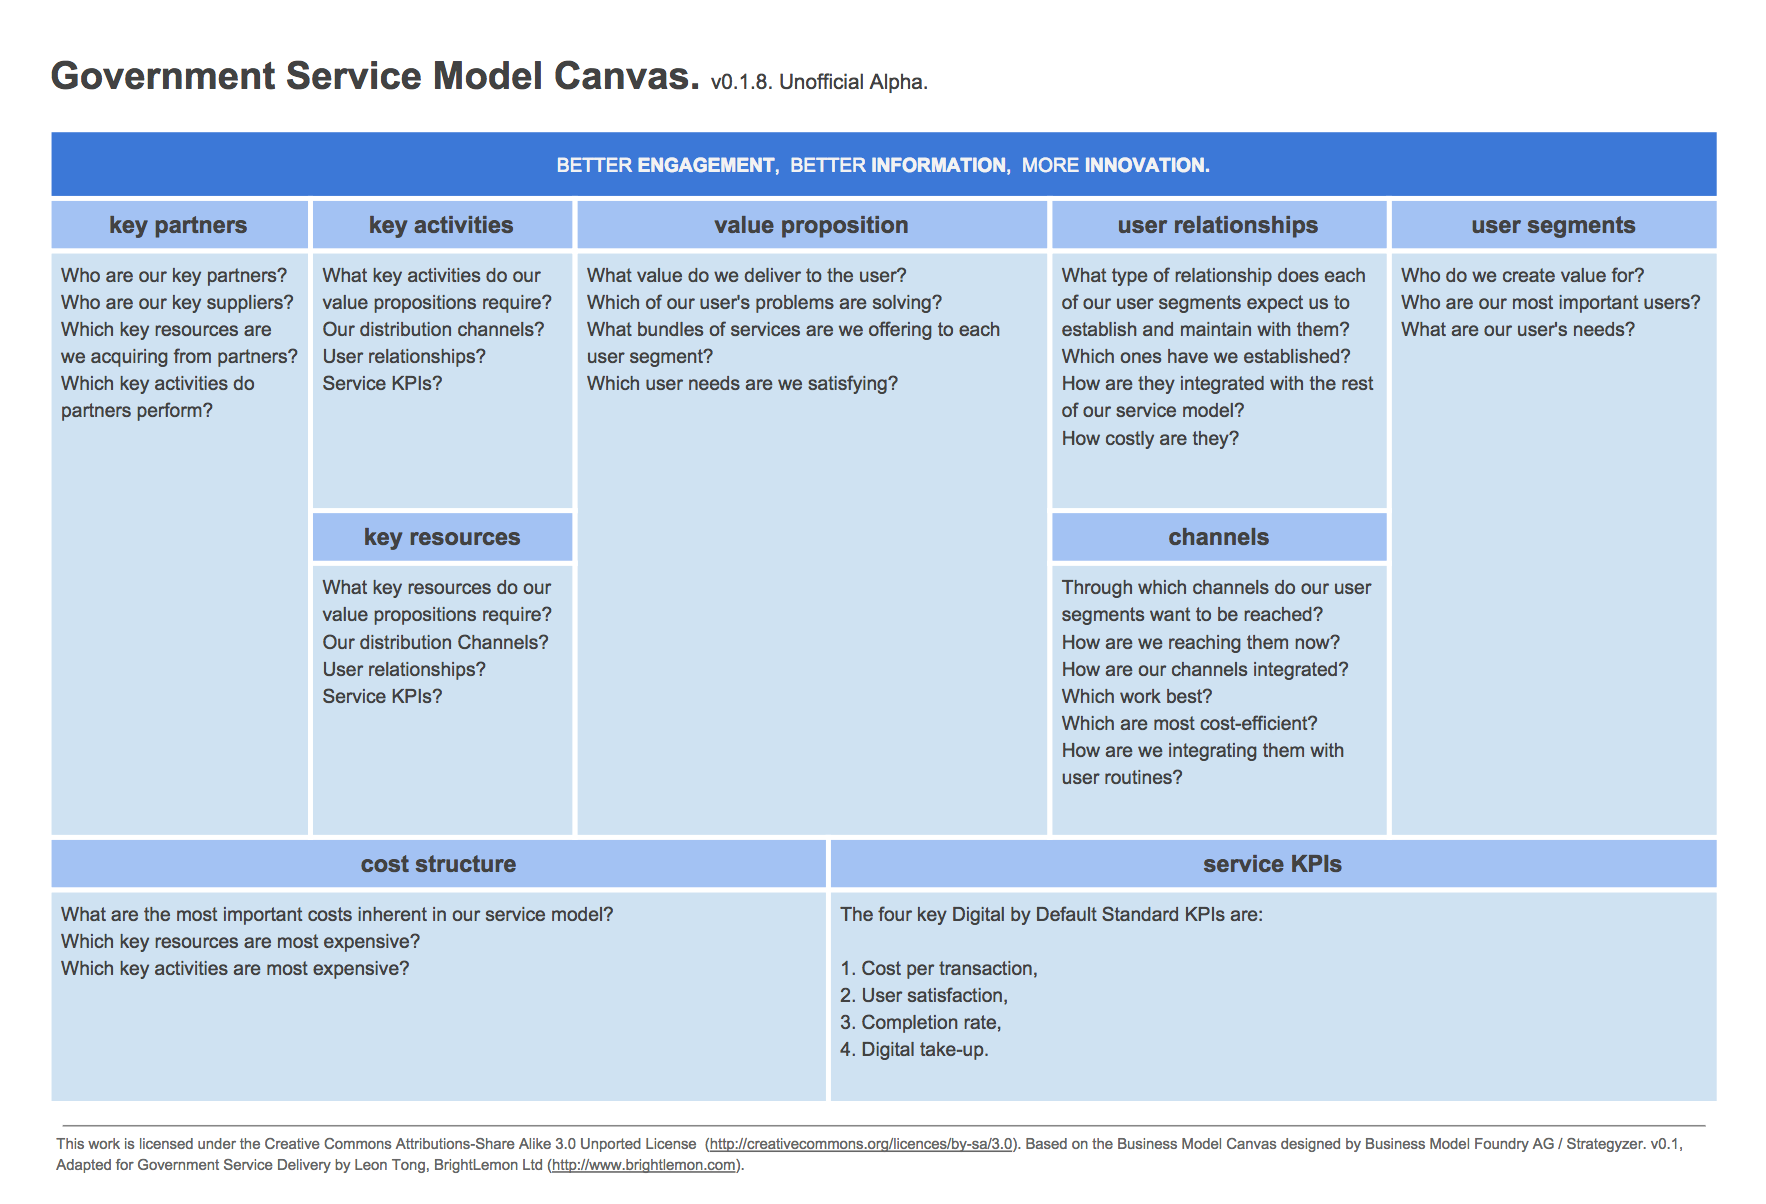 Government Service Model Canvas. v0.1.8. Unofficial Alpha.
BETTER ENGAGEMENT, BETTER INFORMATION, MORE INNOVATION.
key partners
Who are our key partners?
Who are our key suppliers?
Which key resources are
we acquiring from partners?
Which key activities do
partners perform?
key activities
What key activities do our
value propositions require?
Our distribution channels?
User relationships?
Service KPIs?
key resources
What key resources do our
value propositions require?
Our distribution Channels?
User relationships?
Service KPIs?
value proposition
What value do we deliver to the user?
Which of our user's problems are solving?
What bundles of services are we offering to each
user segment?
Which user needs are we satisfying?
user relationships
What type of relationship does each
of our user segments expect us to
establish and maintain with them?
Which ones have we established?
How are they integrated with the rest
of our service model?
How costly are they?
channels
Through which channels do our user
segments want to be reached?
How are we reaching them now?
How are our channels integrated?
Which work best?
Which are most cost-efficient?
How are we integrating them with
user routines?
user segments
Who do we create value for?
Who are our most important users?
What are our user's needs?
cost structure
What are the most important costs inherent in our service model?
Which key resources are most expensive?
Which key activities are most expensive?
service KPIs
The four key Digital by Default Standard KPIs are:
1. Cost per transaction,
2. User satisfaction,
3. Completion rate,
4. Digital take-up.
This work is licensed under the Creative Commons Attributions-Share Alike 3.0 Unported License (http://creativecommons.org/licences/by-sa/3.0). Based on the Business Model Canvas designed by Business Model Foundry AG / Strategyzer. v0.1,
Adapted for Government Service Delivery by Leon Tong, BrightLemon Ltd (http://www.brightlemon.com).